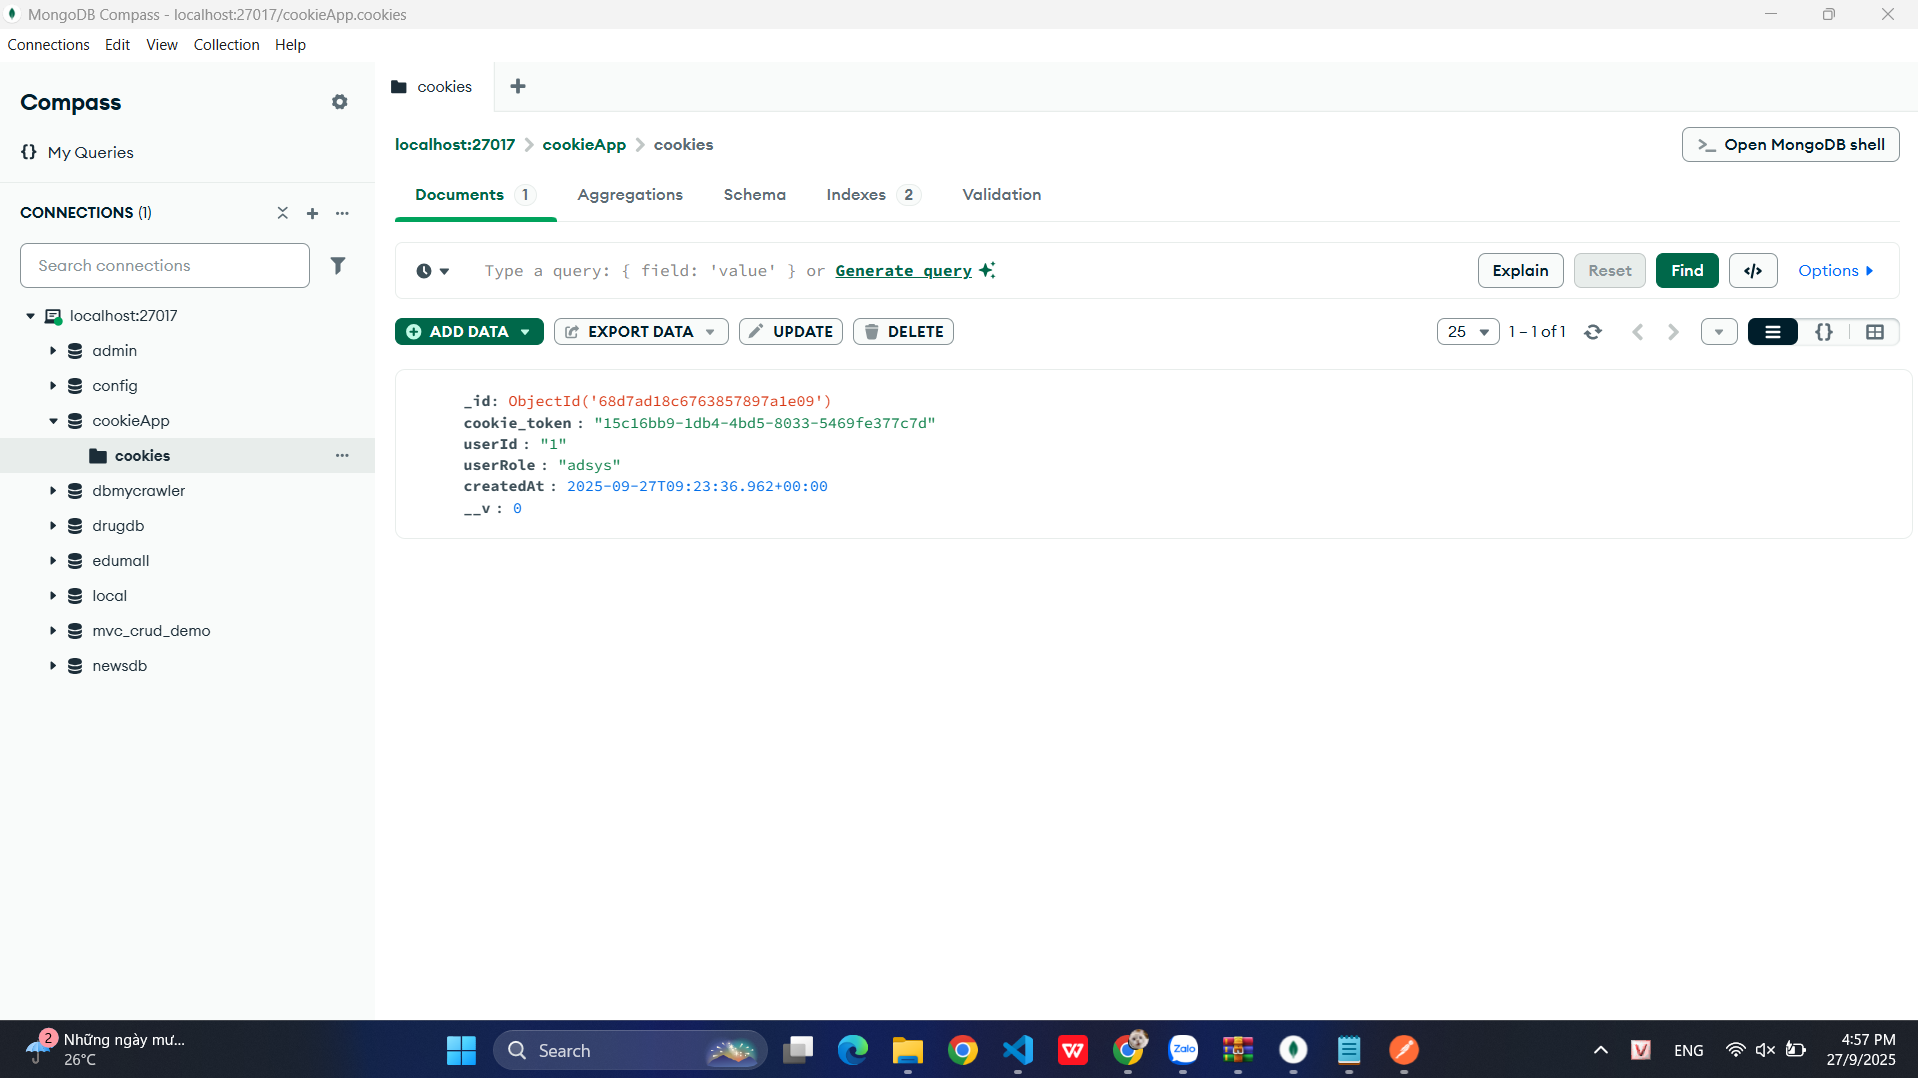 MongoDB Compass - localhost:27017/cookieApp.cookies
Connections Edit View Collection Help
Compass
{} My Queries
CONNECTIONS (1)
Search connections
localhost:27017
admin
config
cookieApp
cookies
dbmycrawler
drugdb
edumall
local
mvc_crud_demo
newsdb
cookies
localhost:27017 > cookieApp > cookies
>_ Open MongoDB shell
Documents 1 Aggregations Schema Indexes 2 Validation
Type a query: { field: 'value' } or Generate query
Explain Reset Find </> Options
ADD DATA EXPORT DATA UPDATE DELETE
25 1 – 1 of 1 {}
_id: ObjectId('68d7ad18c6763857897a1e09')
cookie_token : "15c16bb9-1db4-4bd5-8033-5469fe377c7d"
userId : "1"
userRole : "adsys"
createdAt : 2025-09-27T09:23:36.962+00:00
__v : 0
2 Những ngày mư...
26°C
Search
Zalo
V ENG
4:57 PM
27/9/2025